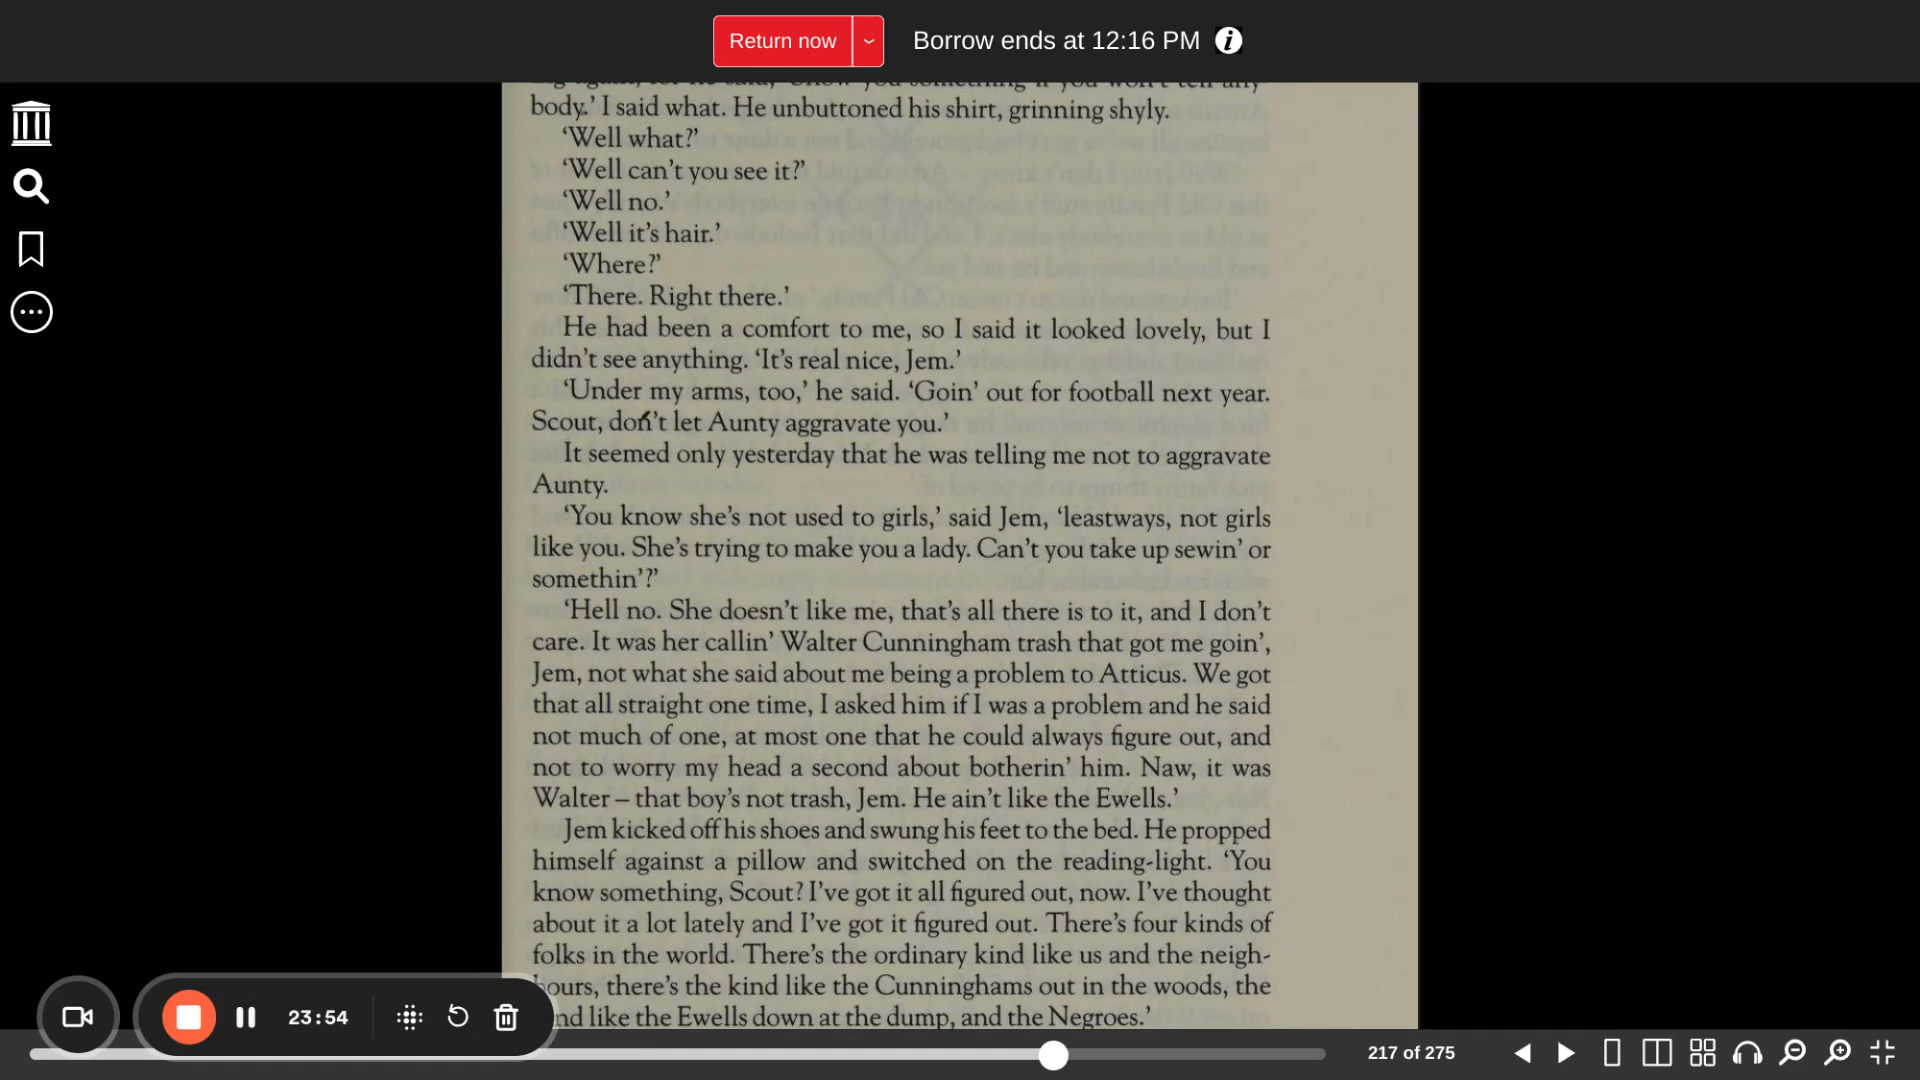 Return now
Borrow ends at 12:16 PM
body.’ I said what. He unbuttoned his shirt, grinning shyly.
‘Well what?’
‘Well can’t you see it?’
‘Well no.’
‘Well it’s hair.’
‘Where?’
‘There. Right there.’
He had been a comfort to me, so I said it looked lovely, but I
didn’t see anything. ‘It’s real nice, Jem.’
‘Under my arms, too,’ he said. ‘Goin’ out for football next year.
Scout, don’t let Aunty aggravate you.’
It seemed only yesterday that he was telling me not to aggravate
Aunty.
‘You know she’s not used to girls,’ said Jem, ‘leastways, not girls
like you. She’s trying to make you a lady. Can’t you take up sewin’ or
somethin’?’
‘Hell no. She doesn’t like me, that’s all there is to it, and I don’t
care. It was her callin’ Walter Cunningham trash that got me goin’,
Jem, not what she said about me being a problem to Atticus. We got
that all straight one time, I asked him if I was a problem and he said
not much of one, at most one that he could always figure out, and
not to worry my head a second about botherin’ him. Naw, it was
Walter – that boy’s not trash, Jem. He ain’t like the Ewells.’
Jem kicked off his shoes and swung his feet to the bed. He propped
himself against a pillow and switched on the reading-light. ‘You
know something, Scout? I’ve got it all figured out, now. I’ve thought
about it a lot lately and I’ve got it figured out. There’s four kinds of
folks in the world. There’s the ordinary kind like us and the neigh-
bours, there’s the kind like the Cunninghams out in the woods, the
nd like the Ewells down at the dump, and the Negroes.’
23:54
217 of 275